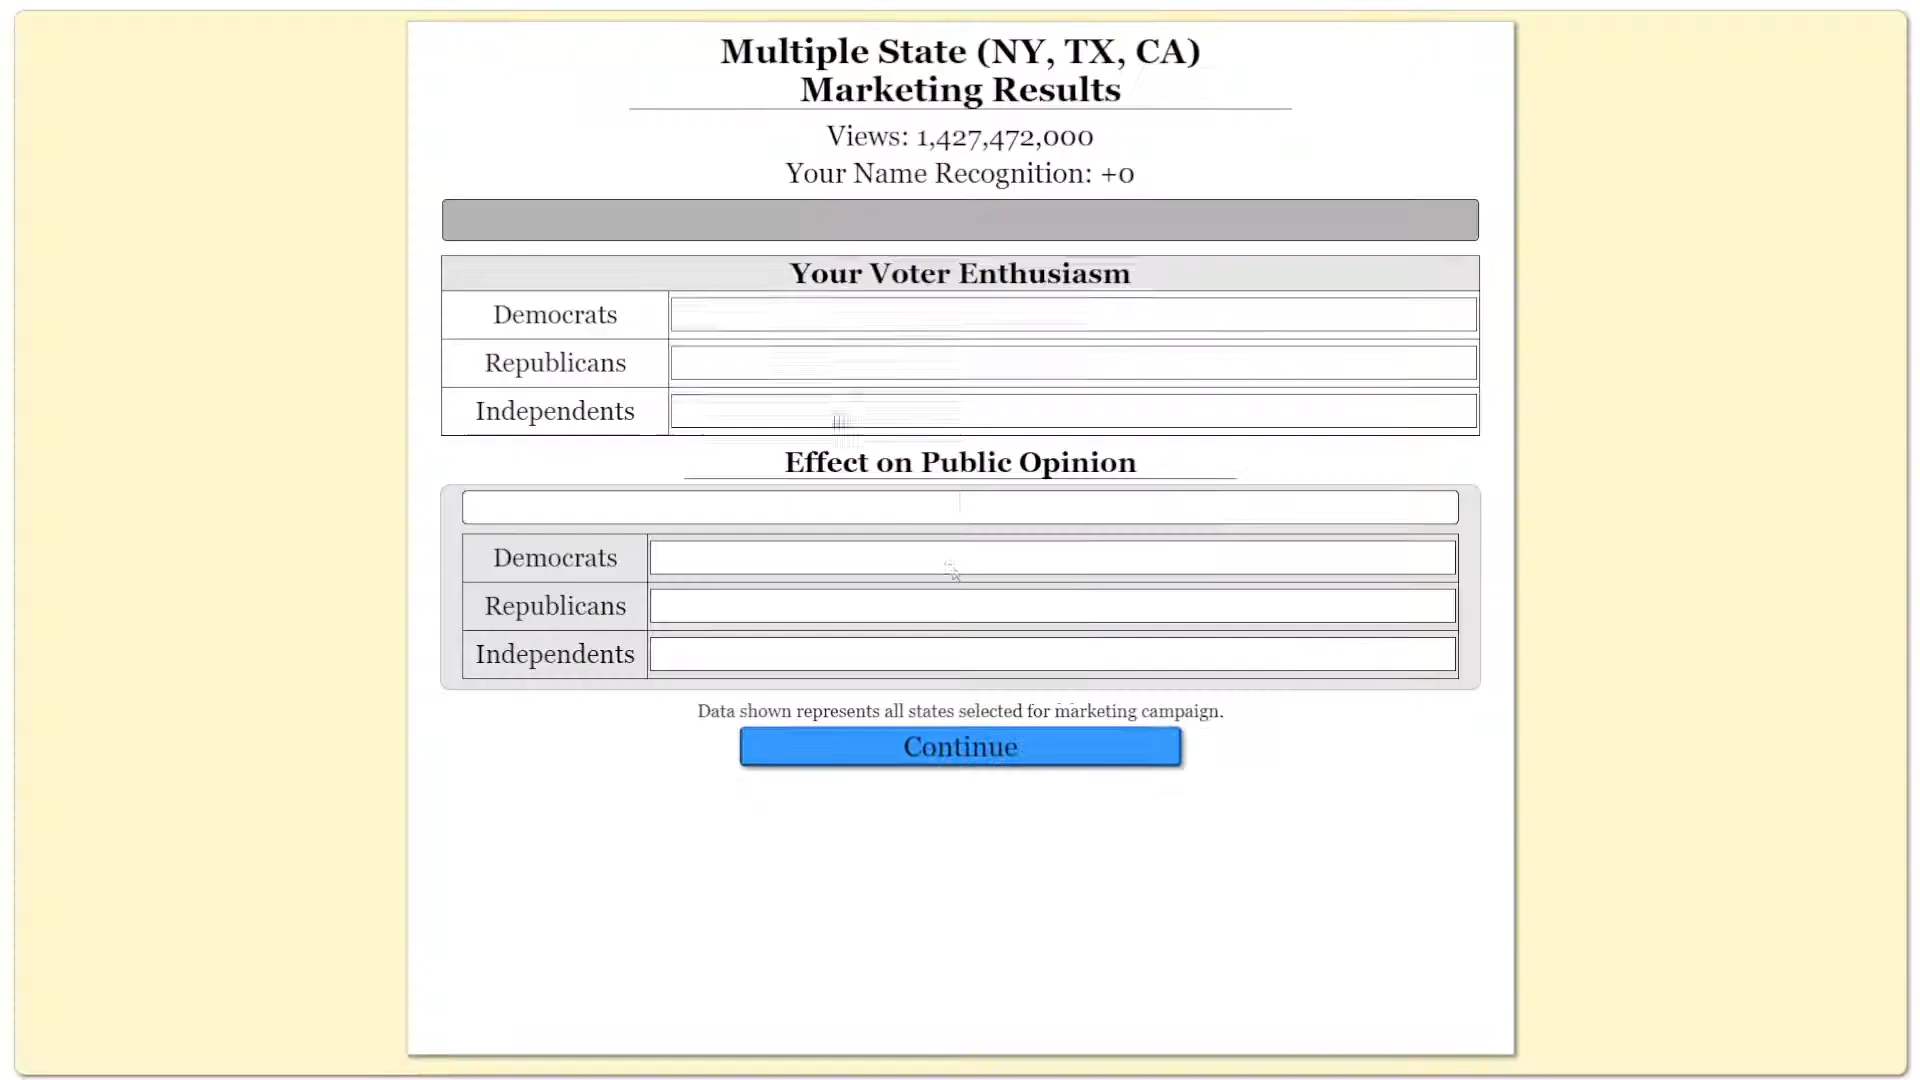 Multiple State (NY, TX, CA)
Marketing Results
Views: 1,427,472,000
Your Name Recognition: +0
Your Voter Enthusiasm
Democrats
Republicans
Independents
Effect on Public Opinion
Democrats
Republicans
Independents
Data shown represents all states selected for marketing campaign.
Continue